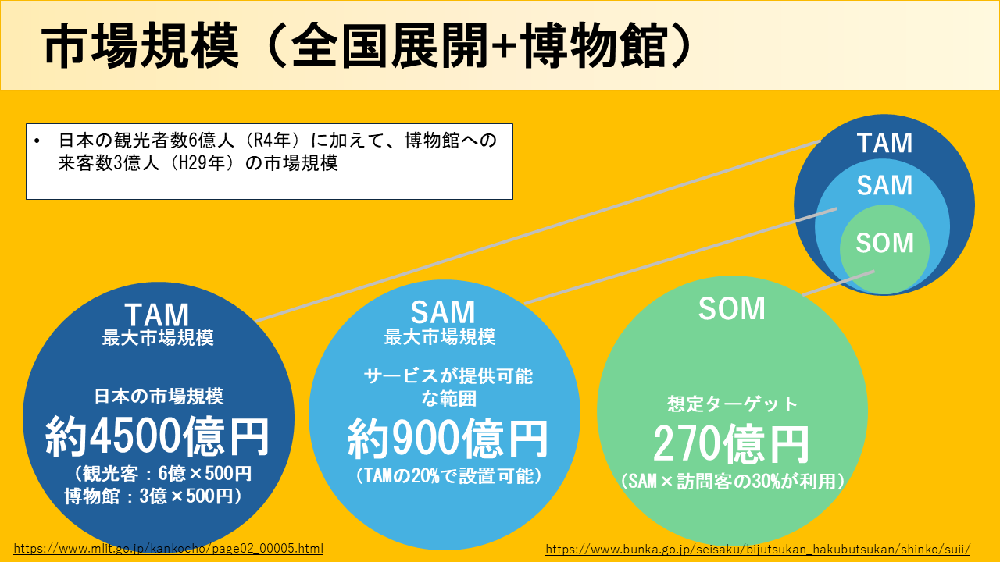 市場規模（全国展開+博物館）
• 日本の観光者数6億人（R4年）に加えて、博物館への
来客数3億人（H29年）の市場規模
TAM
SAM
SOM
TAM
最大市場規模
日本の市場規模
約4500億円
（観光客：6億×500円
博物館：3億×500円）
SAM
最大市場規模
サービスが提供可能
な範囲
約900億円
（TAMの20%で設置可能）
SOM
想定ターゲット
270億円
（SAM×訪問客の30%が利用）
https://www.mlit.go.jp/kankocho/page02_00005.html
https://www.bunka.go.jp/seisaku/bijutsukan_hakubutsukan/shinko/suii/